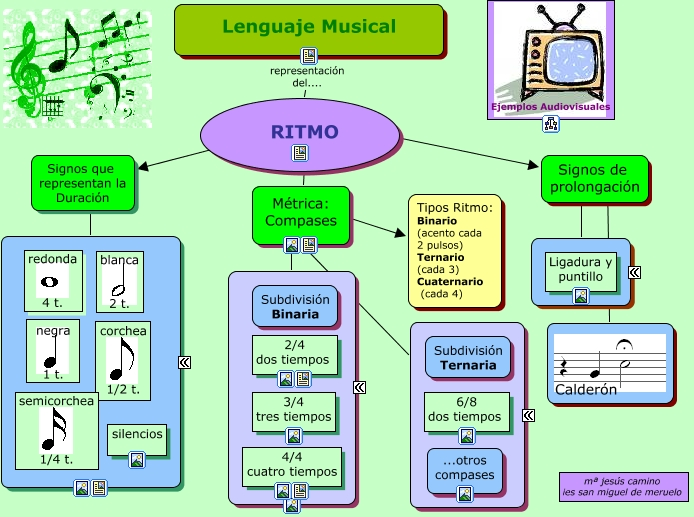 Lenguaje Musical
Ejemplos Audiovisuales
representación
del....
RITMO
Signos que
representan la
Duración
redonda
4 t.
blanca
2 t.
negra
1 t.
corchea
1/2 t.
semicorchea
1/4 t.
silencios
Métrica:
Compases
Tipos Ritmo:
Binario
(acento cada
2 pulsos)
Ternario
(cada 3)
Cuaternario
(cada 4)
Subdivisión
Binaria
2/4
dos tiempos
3/4
tres tiempos
4/4
cuatro tiempos
Subdivisión
Ternaria
6/8
dos tiempos
...otros
compases
Signos de
prolongación
Ligadura y
puntillo
Calderón
mª jesús camino
ies san miguel de meruelo